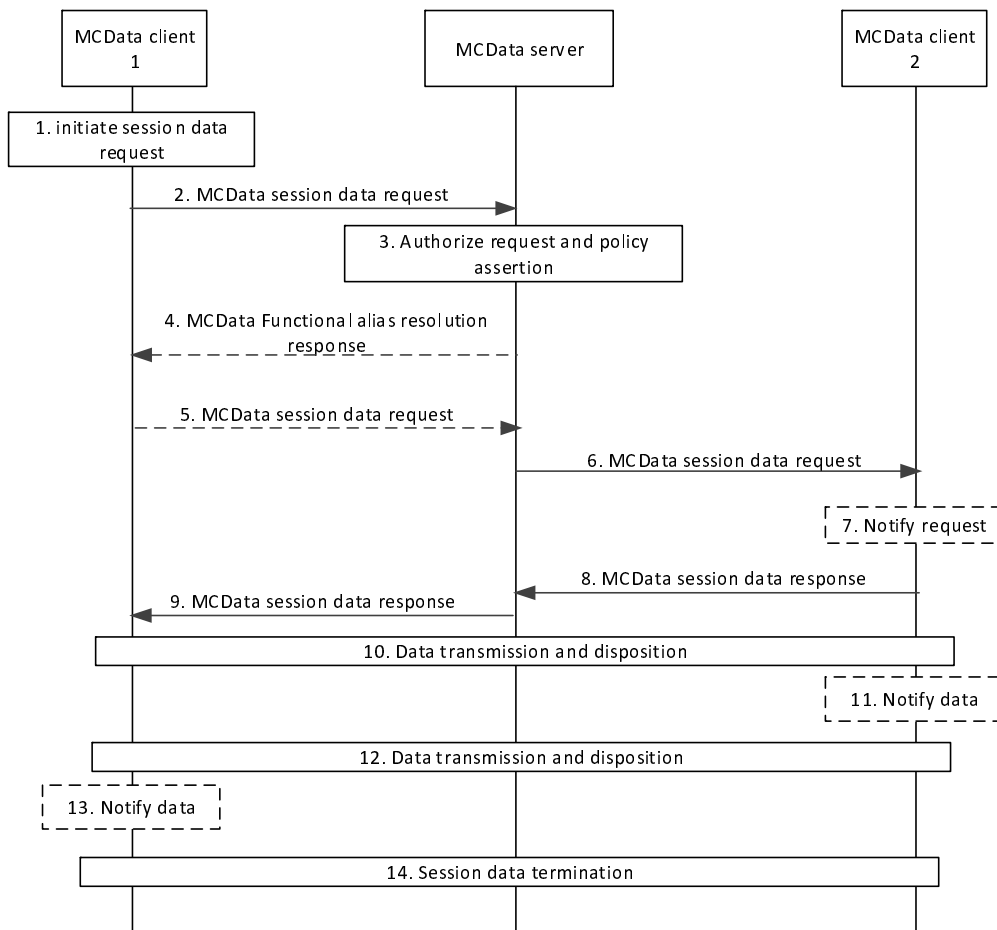 MCData client
1
MCData server
MCData client
2
1. initiate session data
request
2. MCData session data request
3. Authorize request and policy
assertion
4. MCData Functional alias resolution
response
5. MCData session data request
6. MCData session data request
7. Notify request
8. MCData session data response
9. MCData session data response
10. Data transmission and disposition
11. Notify data
12. Data transmission and disposition
13. Notify data
14. Session data termination